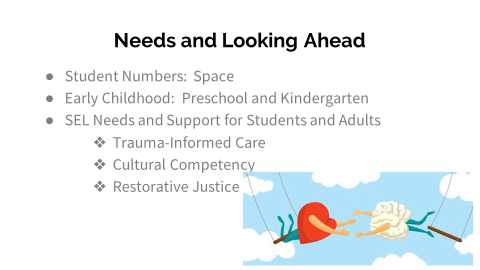 Needs and Looking Ahead
● Student Numbers:  Space
● Early Childhood:  Preschool and Kindergarten
● SEL Needs and Support for Students and Adults
❖ Trauma-Informed Care
❖ Cultural Competency
❖ Restorative Justice